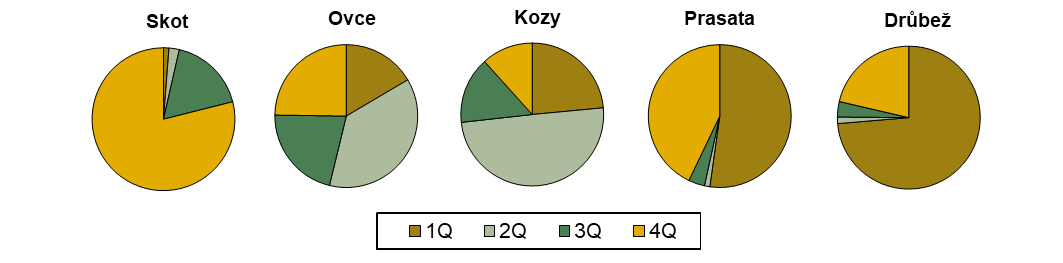 Skot Ovce Kozy Prasata Drůbež
1Q 2Q 3Q 4Q